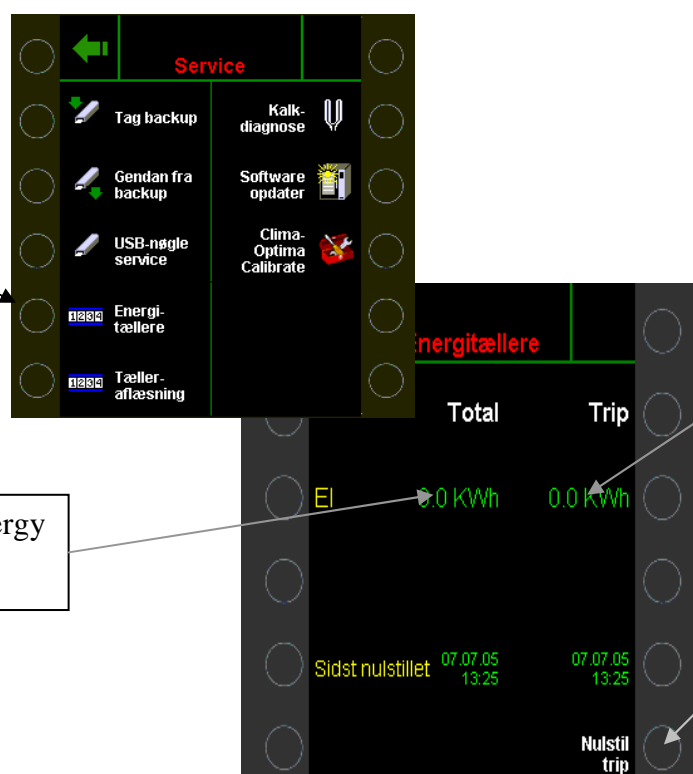 Service
Tag backup
Gendan fra
backup
USB-nøgle
service
1234
Energi-
tællere
1234
Tæller-
aflæsning
Kalk-
diagnose
Software
opdater
Clima-
Optima
Calibrate
nergitællere
Total Trip
El 0.0 KWh 0.0 KWh
Sidst nulstillet 07.07.05 07.07.05
13:25 13:25
Nulstil
trip
ergy